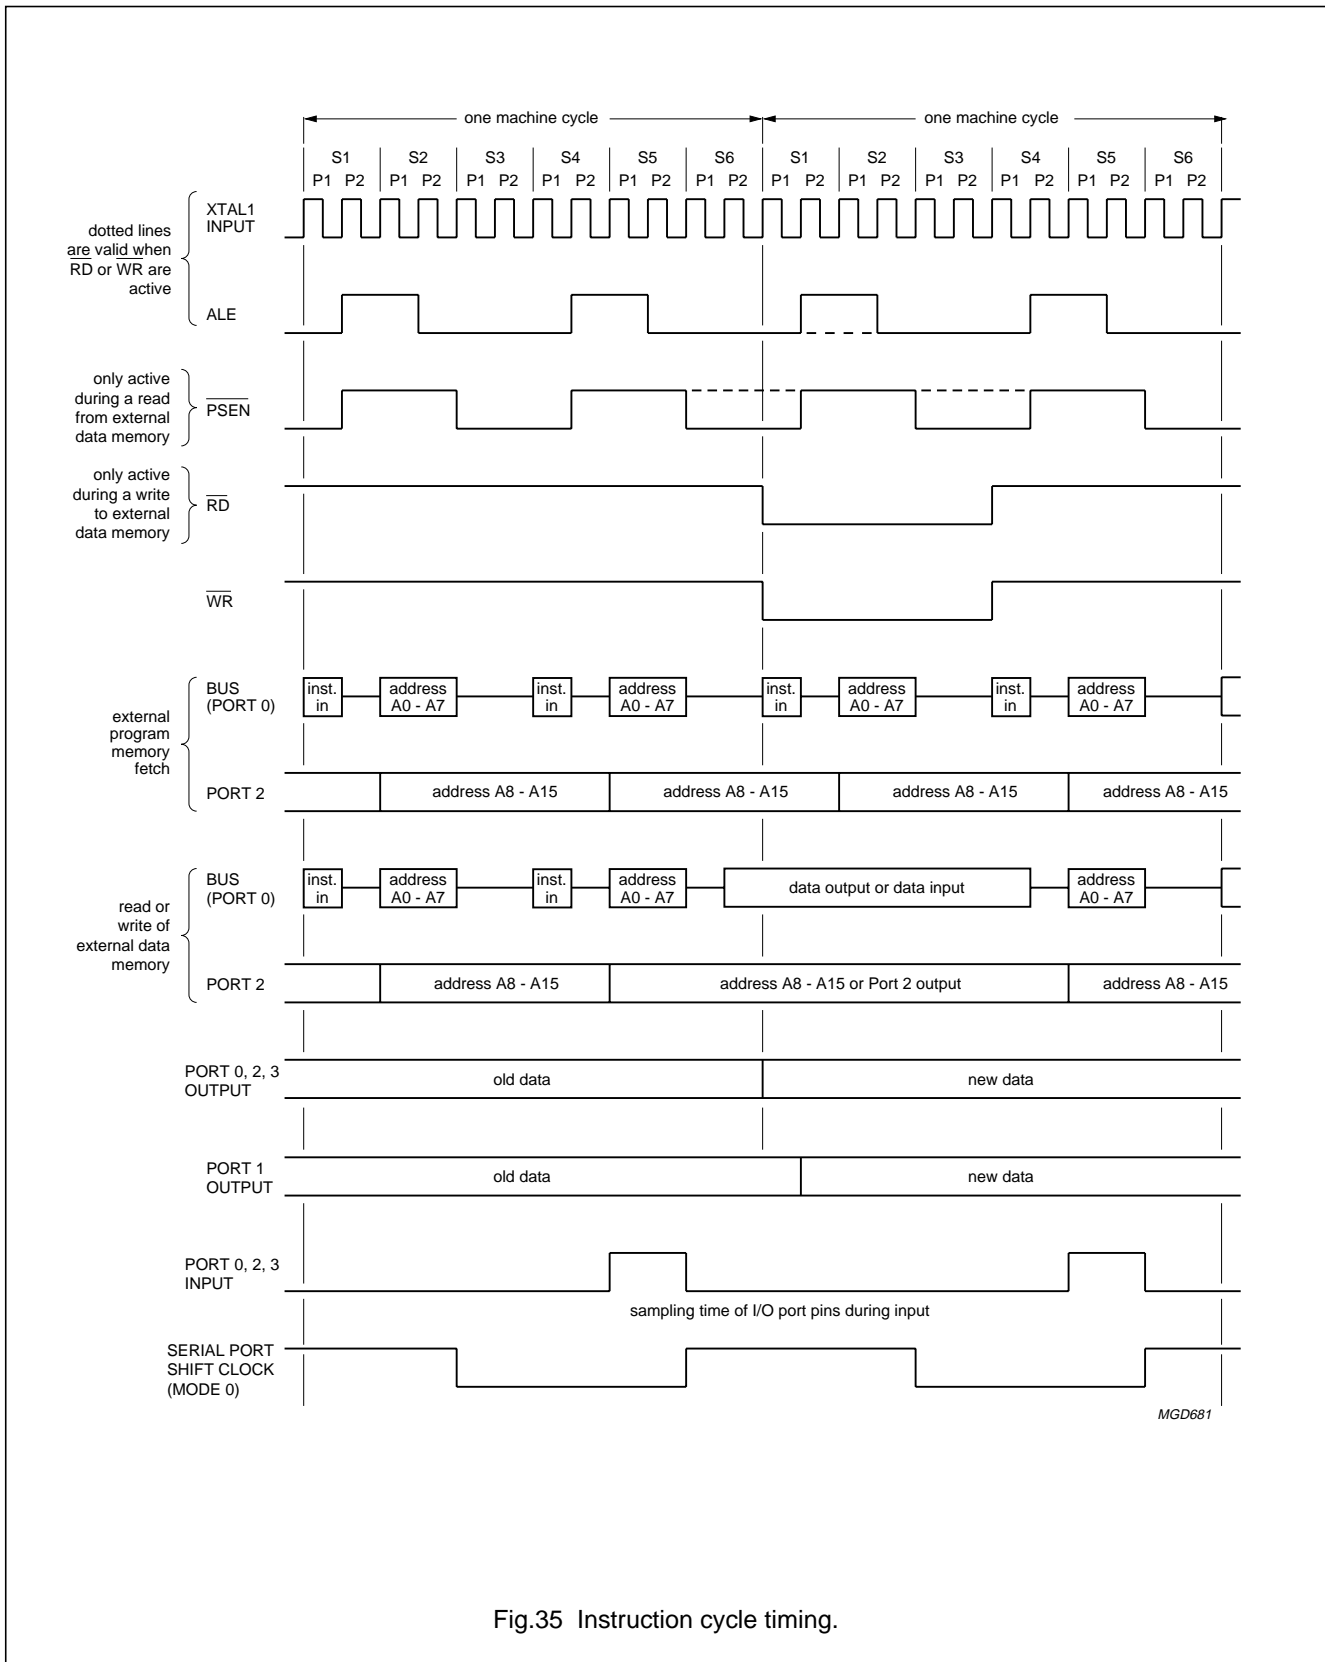 one machine cycle one machine cycle
S1 S2 S3 S4 S5 S6 S1 S2 S3 S4 S5 S6
P1 P2 P1 P2 P1 P2 P1 P2 P1 P2 P1 P2 P1 P2 P1 P2 P1 P2 P1 P2 P1 P2 P1 P2
dotted lines
are valid when
RD or WR are
active
XTAL1
INPUT
ALE
only active
during a read
from external
data memory
PSEN
only active
during a write
to external
data memory
RD
WR
external
program
memory
fetch
BUS
(PORT 0)
inst. address inst. address inst. address inst. address
in A0 - A7 in A0 - A7 in A0 - A7 in A0 - A7
PORT 2
address A8 - A15 address A8 - A15 address A8 - A15 address A8 - A15
read or
write of
external data
memory
BUS
(PORT 0)
inst. address inst. address data output or data input address
in A0 - A7 in A0 - A7 A0 - A7
PORT 2
address A8 - A15 address A8 - A15 or Port 2 output address A8 - A15
PORT 0, 2, 3
OUTPUT
old data new data
PORT 1
OUTPUT
old data new data
PORT 0, 2, 3
INPUT
sampling time of I/O port pins during input
SERIAL PORT
SHIFT CLOCK
(MODE 0)
MGD681
Fig.35 Instruction cycle timing.